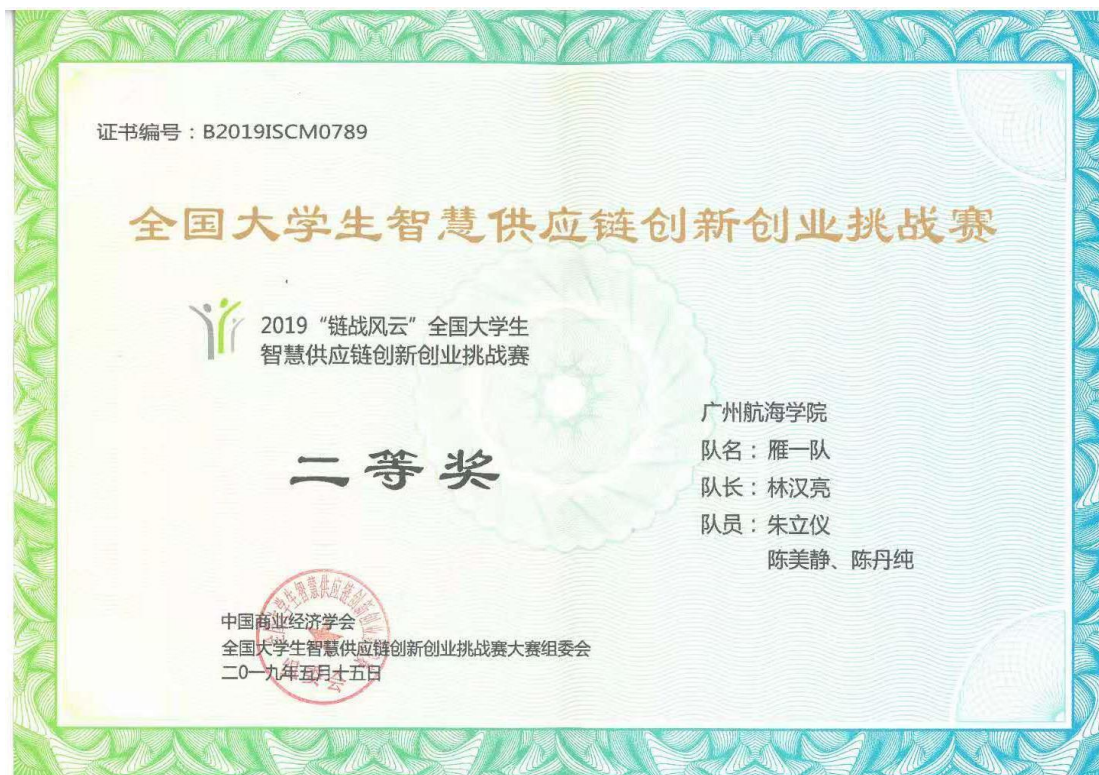 证书编号：B2019ISCM0789
全国大学生智慧供应链创新创业挑战赛
2019“链战风云”全国大学生
智慧供应链创新创业挑战赛
二等奖
广州航海学院
队名：雁一队
队长：林汉亮
队员：朱立仪
陈美静、陈丹纯
中国商业经济学会
全国大学生智慧供应链创新创业挑战赛大赛组委会
二0一九年五月十五日
组委会